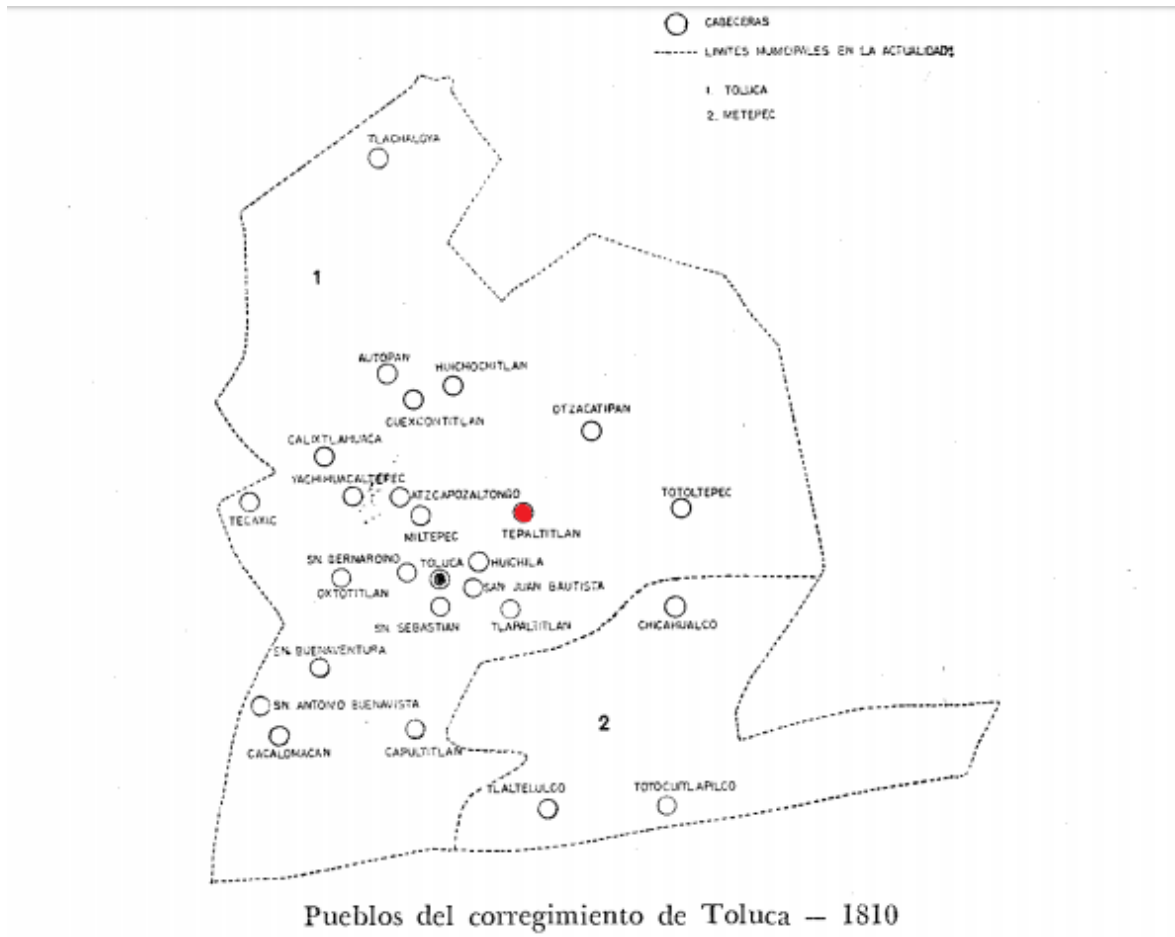 CABECERAS
LIMITES MUNICIPALES EN LA ACTUALIDAD
1. TOLUCA
2. METEPEC
TLACHALOYA
1
AUTOPAN
HUICHOCHITLAN
CUEXCONTITLAN
OTZACATIPAN
CALIXTLAHUACA
YACHIHUACALTEPEC
ATZCAPOZALTONGO
TOTOLTEPEC
TECAXIC
MILTEPEC
TEPALTITLAN
SN. BERNARDINO
TOLUCA
HUICHILA
OXTOTITLAN
SAN JUAN BAUTISTA
SN. SEBASTIAN
TLAPALTITLAN
CHICAHUALCO
SN. BUENAVENTURA
SN. ANTONIO BUENAVISTA
2
CACALOMACAN
CAPULTITLAN
TLALTELULCO
TOTOCUITLAPILCO
Pueblos del corregimiento de Toluca — 1810